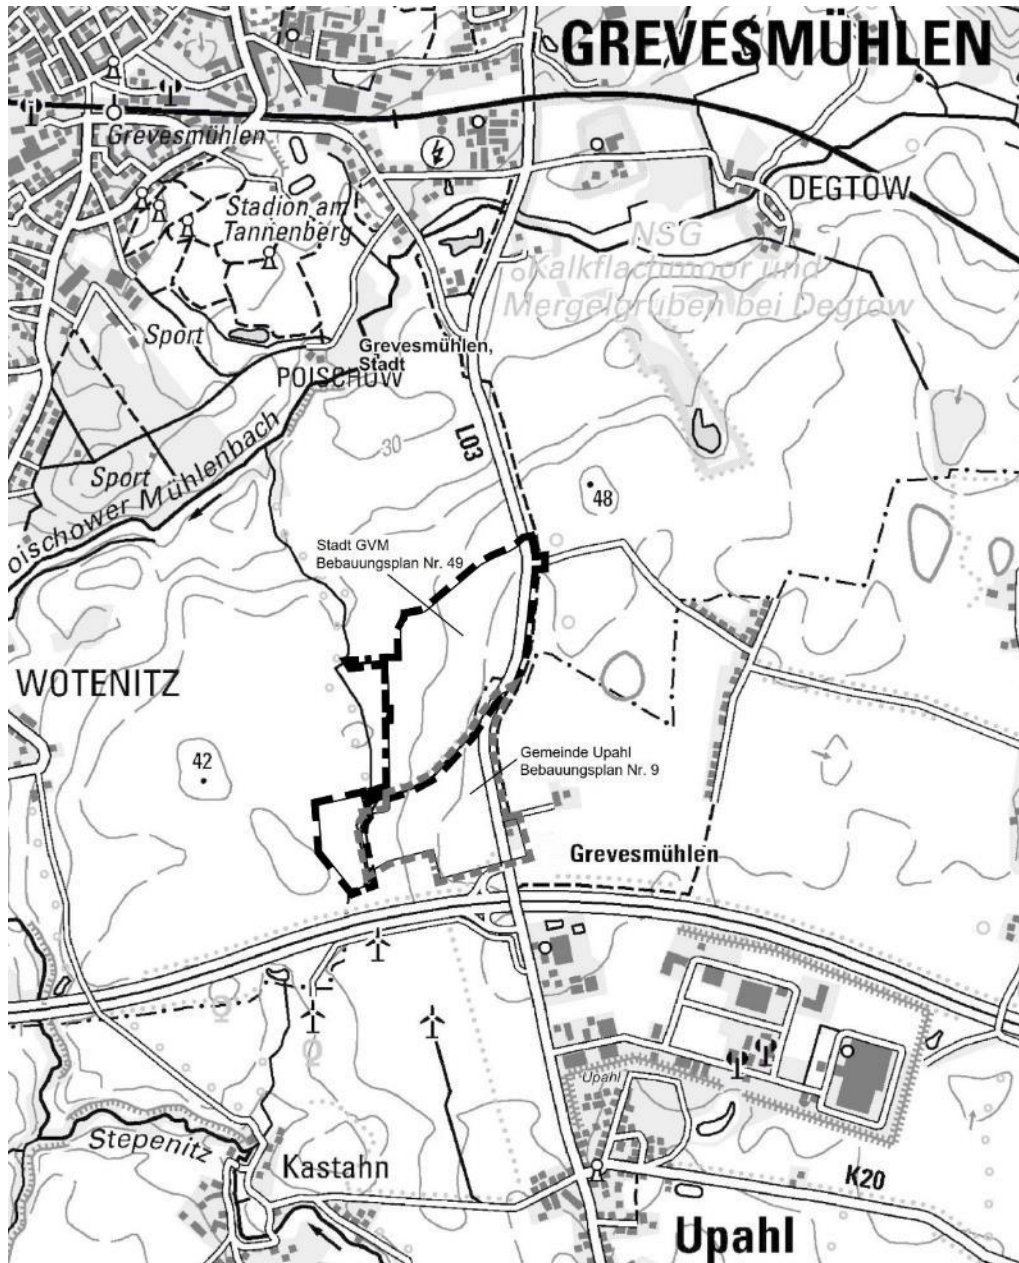 GREVESMÜHLEN
Grevesmühlen
DEGTOW
Stadion am
Tannenberg
NSG
Kalkflachmoor und
Mergelgruben bei Degtow
Sport
Grevesmühlen,
Stadt
POISCHOW
L03
30
Sport
oischower Mühlenbach
48
Stadt GVM
Bebauungsplan Nr. 49
WOTENITZ
42
Gemeinde Upahl
Bebauungsplan Nr. 9
Grevesmühlen
Upahl
Stepenitz
Kastahn
K20
Upahl